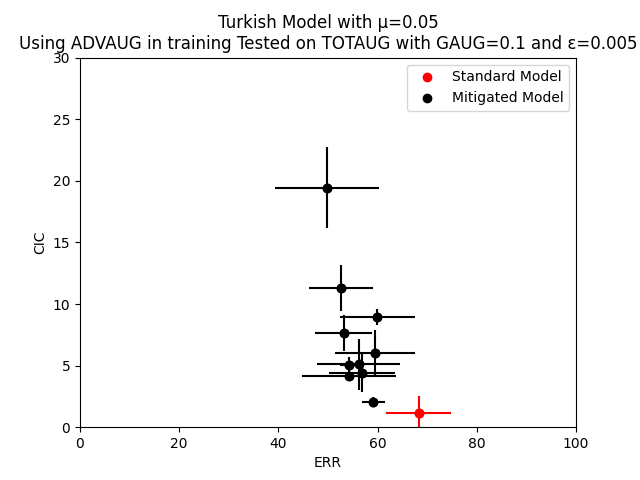 Turkish Model with μ=0.05
Using ADVAUG in training Tested on TOTAUG with GAUG=0.1 and ε=0.005
Standard Model
Mitigated Model
30
25
20
15
10
5
0
CIC
0 20 40 60 80 100
ERR